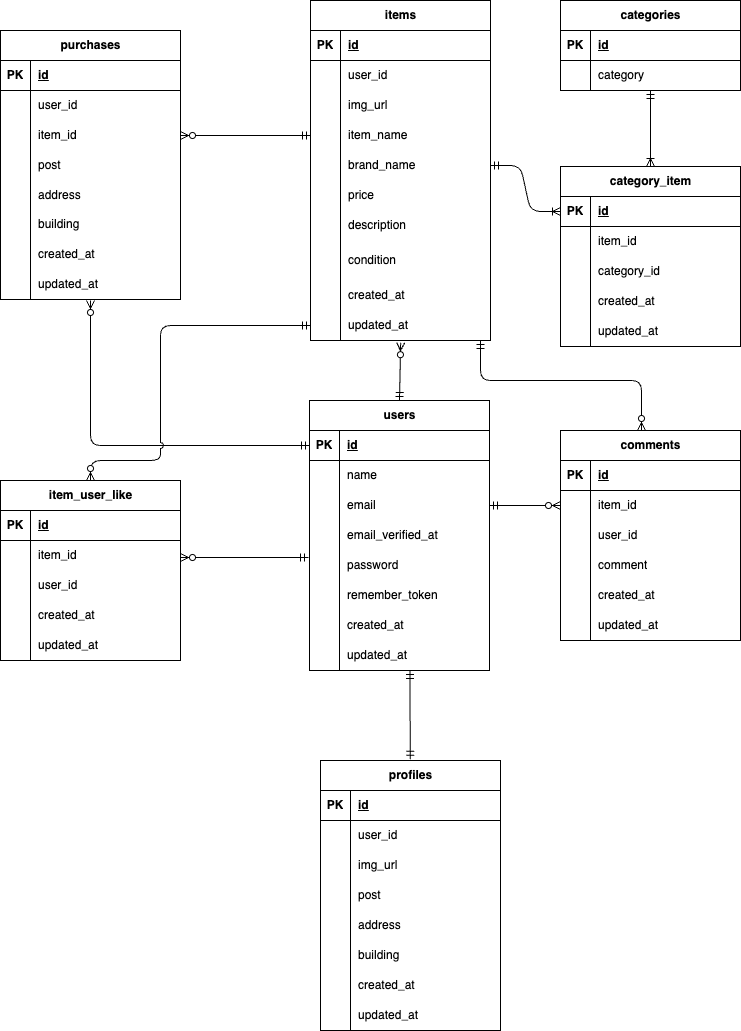 items
PK id
user_id
img_url
item_name
brand_name
price
description
condition
created_at
updated_at
categories
PK id
category
purchases
PK id
user_id
item_id
post
address
building
created_at
updated_at
category_item
PK id
item_id
category_id
created_at
updated_at
users
PK id
name
email
email_verified_at
password
remember_token
created_at
updated_at
comments
PK id
item_id
user_id
comment
created_at
updated_at
item_user_like
PK id
item_id
user_id
created_at
updated_at
profiles
PK id
user_id
img_url
post
address
building
created_at
updated_at